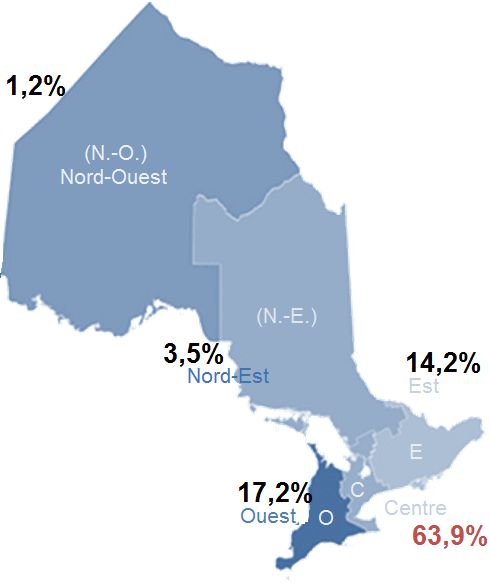 1,2%
(N.-O.)
Nord-Ouest
(N.-E.)
3,5%
Nord-Est
14,2%
Est
E
17,2%
Ouest
O
C
Centre
63,9%